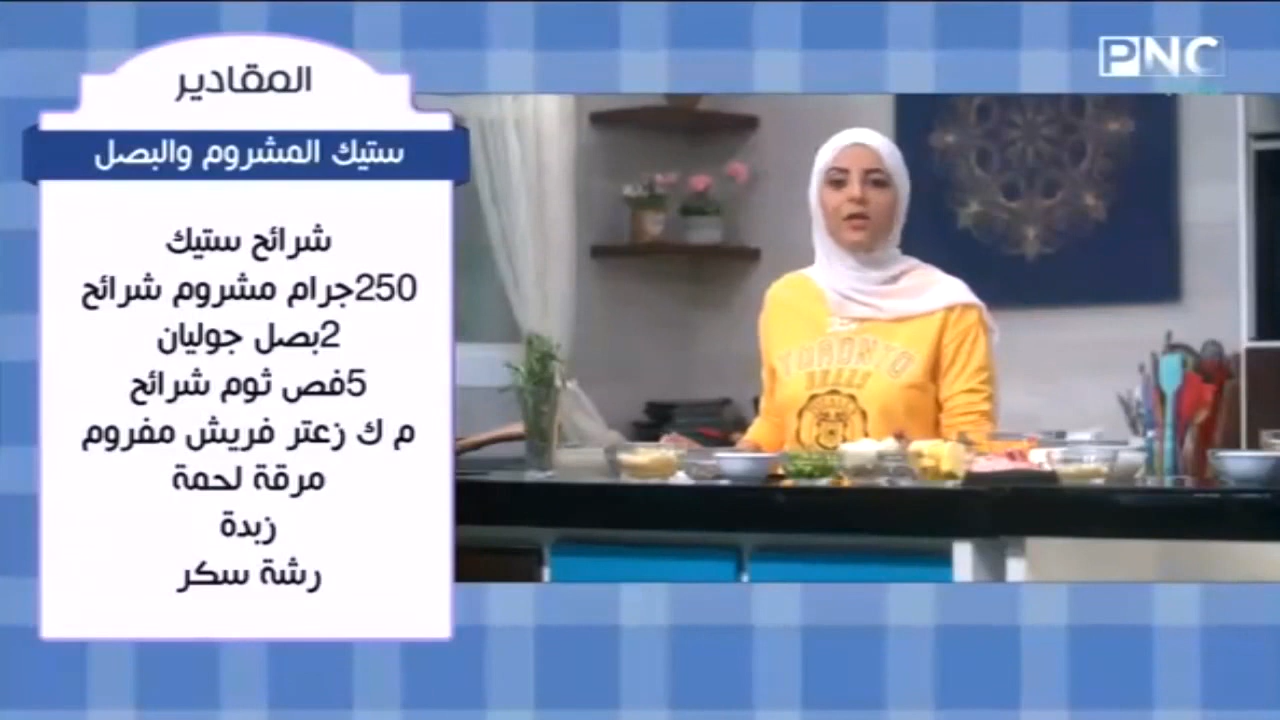 PNC
المقادير
ستيك المشروم والبصل
شرائح ستيك
250جرام مشروم شرائح
2بصل جوليان
5فص ثوم شرائح
م ك زعتر فريش مفروم
مرقة لحمة
زبدة
رشة سكر
TORONTO